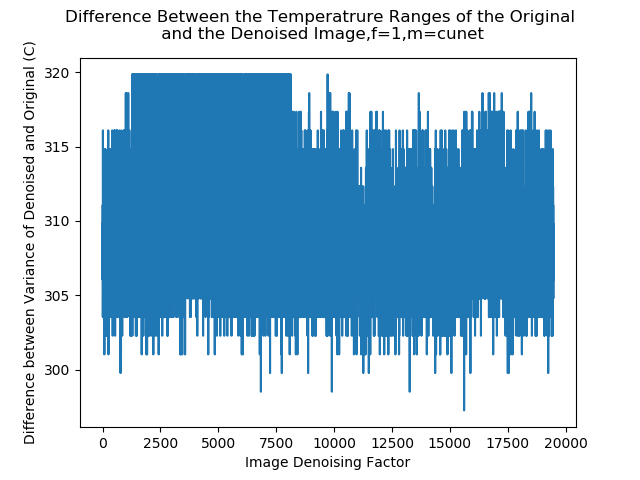 Difference Between the Temperatrure Ranges of the Original
and the Denoised Image,f=1,m=cunet
Difference between Variance of Denoised and Original (C)
320
315
310
305
300
0 2500 5000 7500 10000 12500 15000 17500 20000
Image Denoising Factor